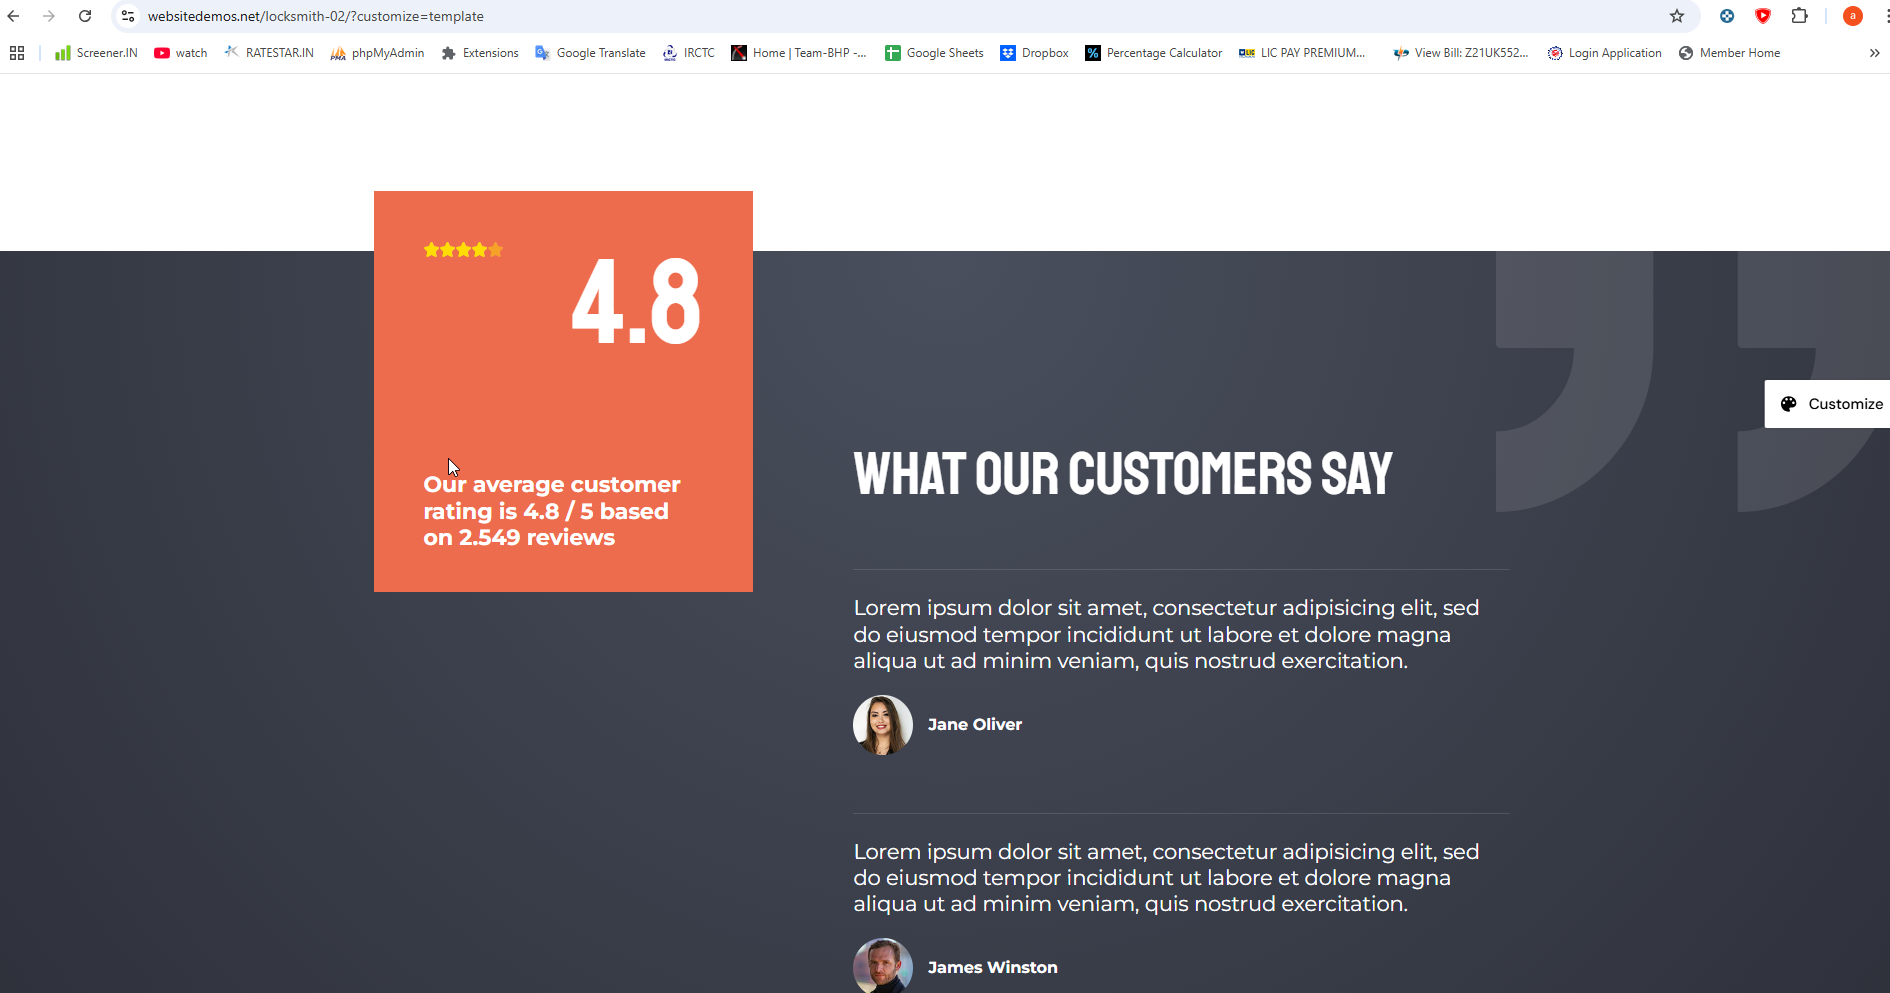 websitedemos.net/locksmith-02/?customize=template
a
Screener.IN
watch
RATESTAR.IN
phpMyAdmin
Extensions
Google Translate
IRCTC
Home | Team-BHP -...
Google Sheets
Dropbox
Percentage Calculator
LIC PAY PREMIUM...
View Bill: Z21UK552...
Login Application
Member Home
4.8
Our average customer
rating is 4.8 / 5 based
on 2.549 reviews
Customize
WHAT OUR CUSTOMERS SAY
Lorem ipsum dolor sit amet, consectetur adipisicing elit, sed
do eiusmod tempor incididunt ut labore et dolore magna
aliqua ut ad minim veniam, quis nostrud exercitation.
Jane Oliver
Lorem ipsum dolor sit amet, consectetur adipisicing elit, sed
do eiusmod tempor incididunt ut labore et dolore magna
aliqua ut ad minim veniam, quis nostrud exercitation.
James Winston